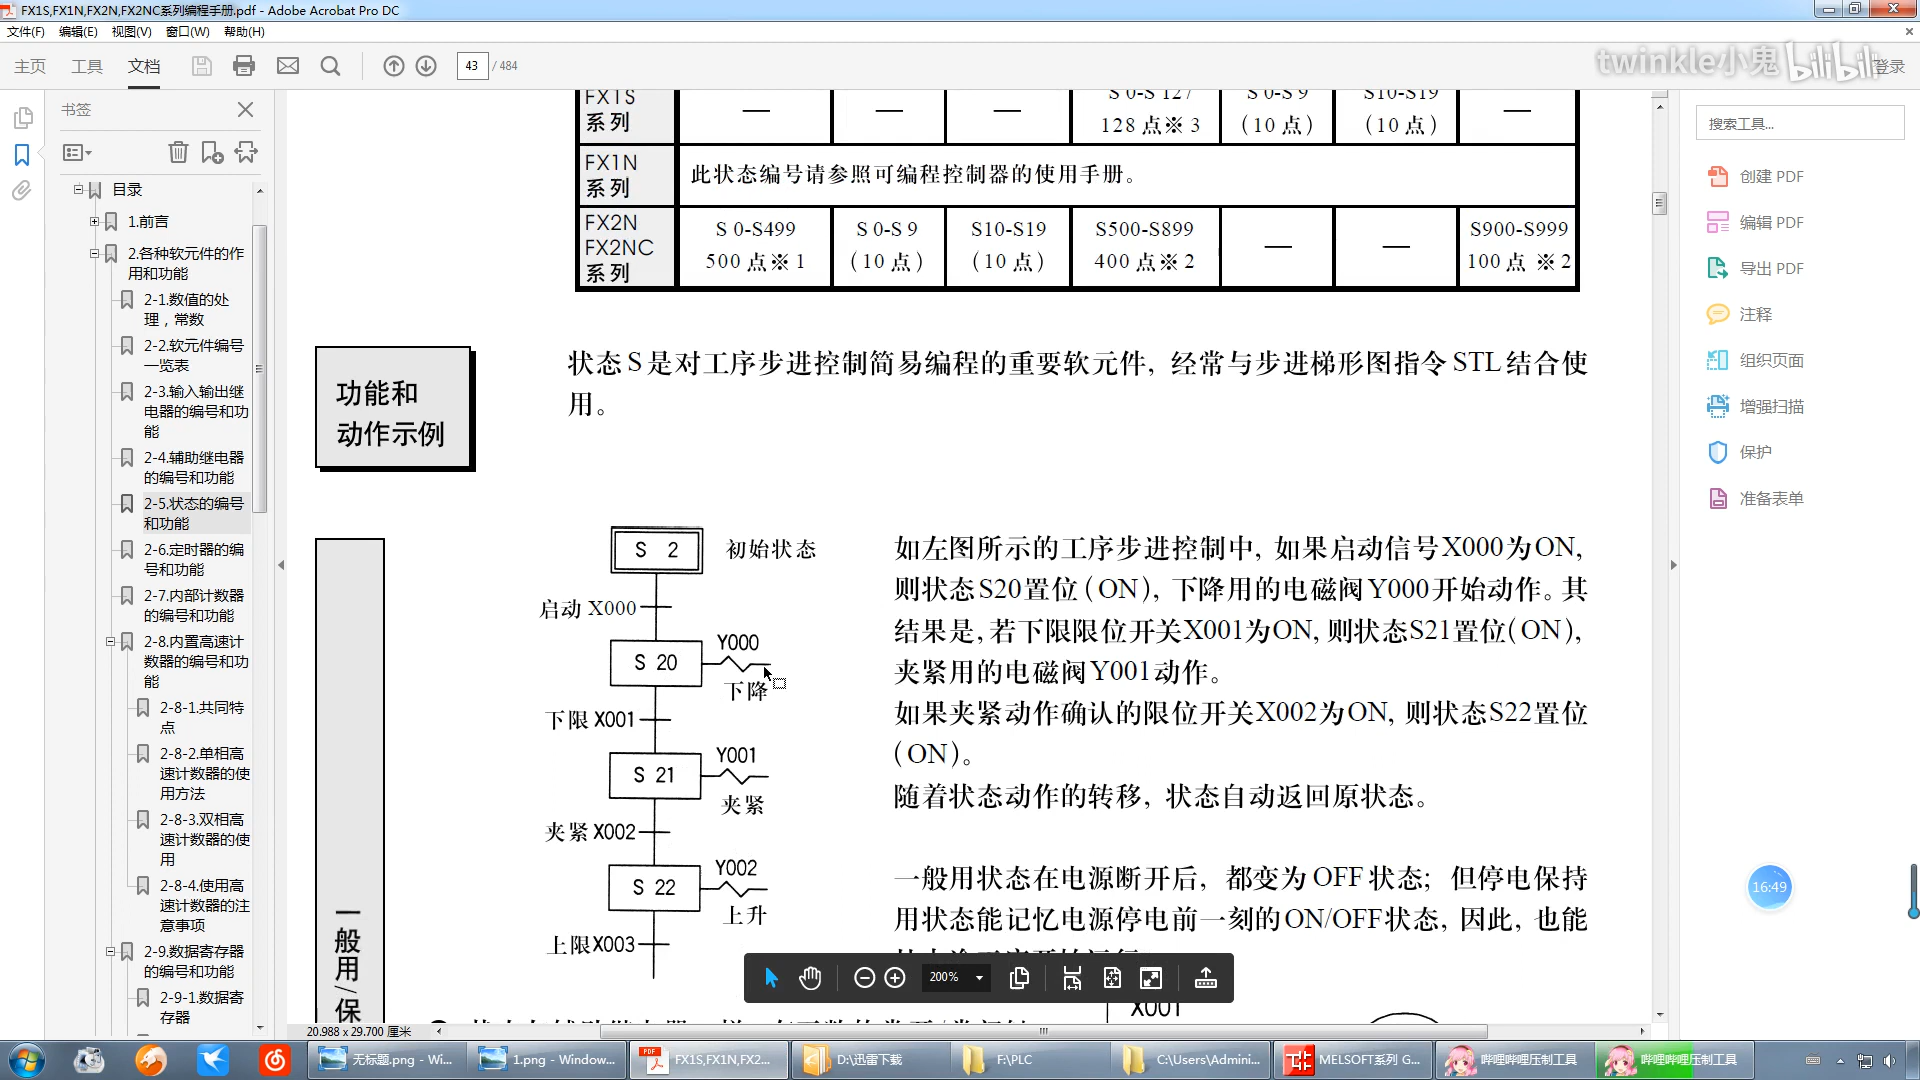 FX1S,FX1N,FX2N,FX2NC系列编程手册.pdf - Adobe Acrobat Pro DC
文件(F) 编辑(E) 视图(V) 窗口(W) 帮助(H)
主页 工具 文档 43 / 484 登录
twinkle小鬼 bilibili
书签
目录
1.前言
2.各种软元件的作
用和功能
2-1.数值的处
理，常数
2-2.软元件编号
一览表
2-3.输入输出继
电器的编号和功
能
2-4.辅助继电器
的编号和功能
2-5.状态的编号
和功能
2-6.定时器的编
号和功能
2-7.内部计数器
的编号和功能
2-8.内置高速计
数器的编号和功
能
2-8-1.共同特
点
2-8-2.单相高
速计数器的使
用方法
2-8-3.双相高
速计数器的使
用
2-8-4.使用高
速计数器的注
意事项
2-9.数据寄存器
的编号和功能
2-9-1.数据寄
存器
FX1S
系列
— — — S 0-S 127 S 0-S 9 S10-S19 —
128 点※3 (10 点) (10 点)
FX1N
系列
此状态编号请参照可编程控制器的使用手册。
FX2N
FX2NC
系列
S 0-S499 S 0-S 9 S10-S19 S500-S899 — — S900-S999
500 点※1 (10 点) (10 点) 400 点※2 100 点 ※2
功能和
动作示例
状态 S 是对工序步进控制简易编程的重要软元件, 经常与步进梯形图指令 STL 结合使
用。
S 2 初始状态
启动 X000
S 20 Y000
下降
下限 X001
S 21 Y001
夹紧
夹紧 X002
S 22 Y002
上升
上限X003
如左图所示的工序步进控制中, 如果启动信号X000为ON,
则状态S20置位(ON), 下降用的电磁阀Y000开始动作。其
结果是, 若下限限位开关X001为ON, 则状态S21置位(ON),
夹紧用的电磁阀Y001动作。
如果夹紧动作确认的限位开关X002为ON, 则状态S22置位
(ON)。
随着状态动作的转移, 状态自动返回原状态。
一般用状态在电源断开后, 都变为 OFF 状态; 但停电保持
用状态能记忆电源停电前一刻的ON/OFF状态, 因此, 也能
一般用/保
X001
200%
20.988 x 29.700 厘米
搜索工具...
创建 PDF
编辑 PDF
导出 PDF
注释
组织页面
增强扫描
保护
准备表单
16:49
无标题.png - Wi...
1.png - Window...
FX1S,FX1N,FX2...
D:\迅雷下载
F:\PLC
C:\Users\Admini...
MELSOFT系列 G...
哔哩哔哩压制工具
哔哩哔哩压制工具